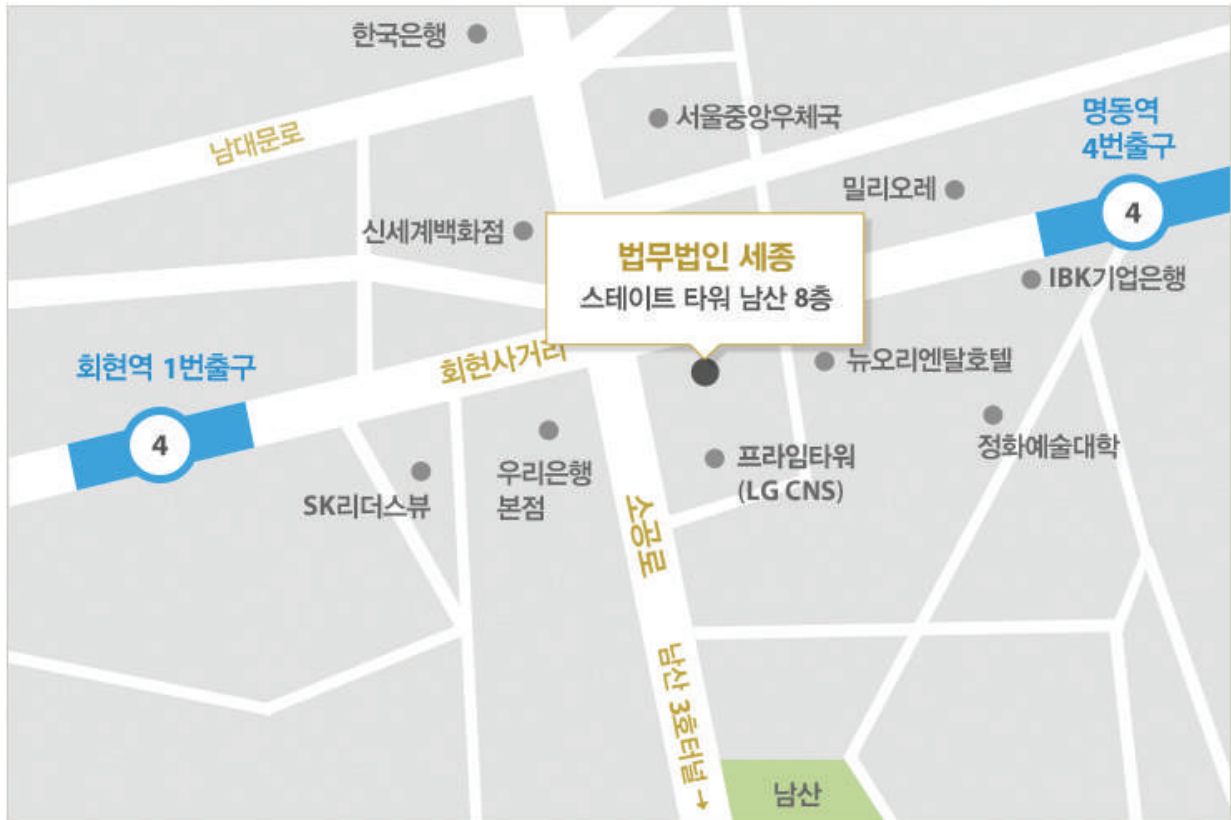 한국은행
서울중앙우체국
명동역
4번출구
남대문로
밀리오레
4
신세계백화점
법무법인 세종
스테이트 타워 남산 8층
IBK기업은행
회현역 1번출구
회현사거리
뉴오리엔탈호텔
4
정화예술대학
우리은행
본점
프라임타워
(LG CNS)
SK리더스뷰
소공로
남산 3호터널 →
남산